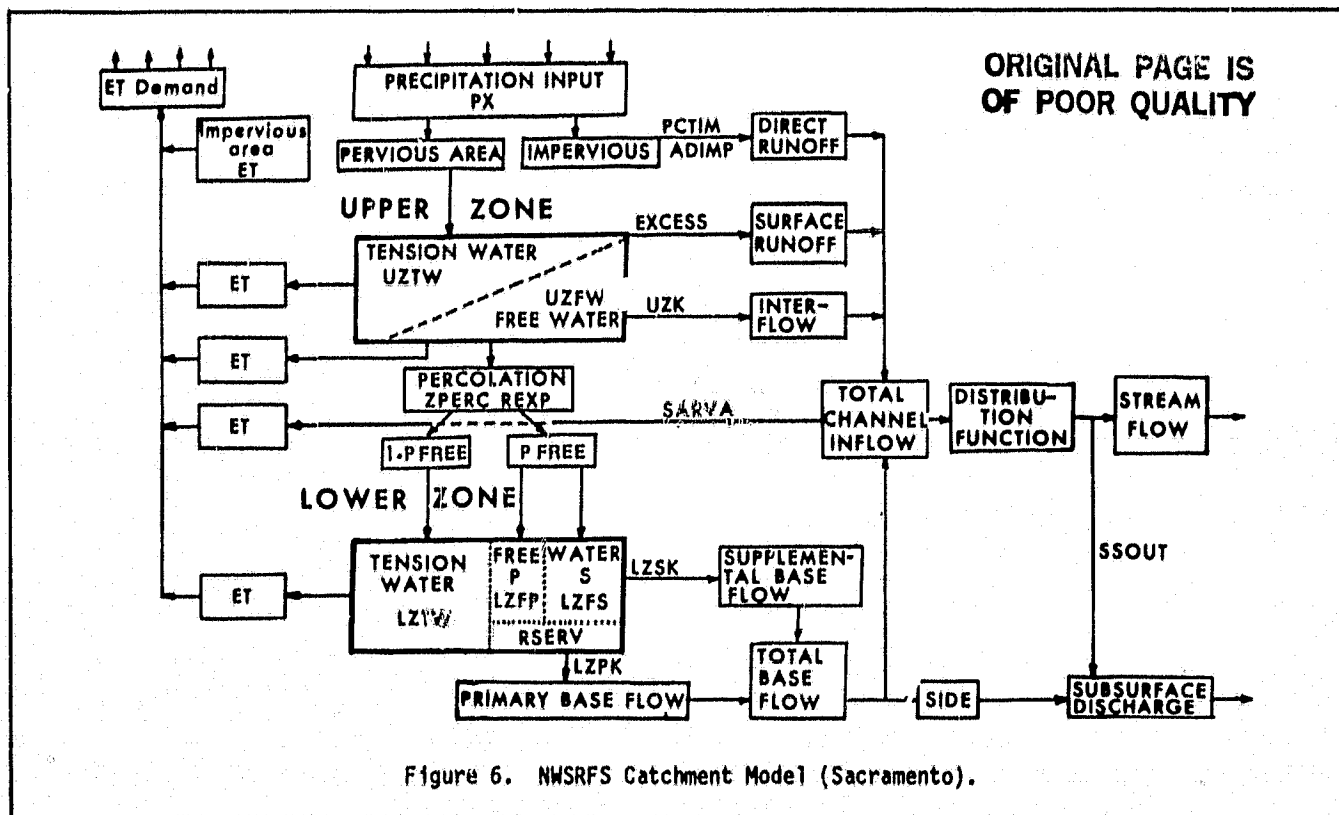 ORIGINAL PAGE IS
OF POOR QUALITY
ET Demand
PRECIPITATION INPUT
PX
Impervious
area
ET
PERVIOUS AREA
IMPERVIOUS
PCTIM
ADIMP
DIRECT
RUNOFF
UPPER ZONE
EXCESS
SURFACE
RUNOFF
TENSION WATER
UZTW
ET
UZFW
FREE WATER
UZK
INTER-
FLOW
ET
PERCOLATION
ZPERC REXP
ET
SARVA
TOTAL
CHANNEL
INFLOW
DISTRIBU-
TION
FUNCTION
STREAM
FLOW
1-P FREE
P FREE
LOWER ZONE
SSOUT
TENSION
WATER
LZTW
FREE
P
LZFP
WATER
S
LZFS
RSERV
LZSK
SUPPLEMEN-
TAL BASE
FLOW
ET
LZPK
PRIMARY BASE FLOW
TOTAL
BASE
FLOW
SIDE
SUBSURFACE
DISCHARGE
Figure 6. NWSRFS Catchment Model (Sacramento).